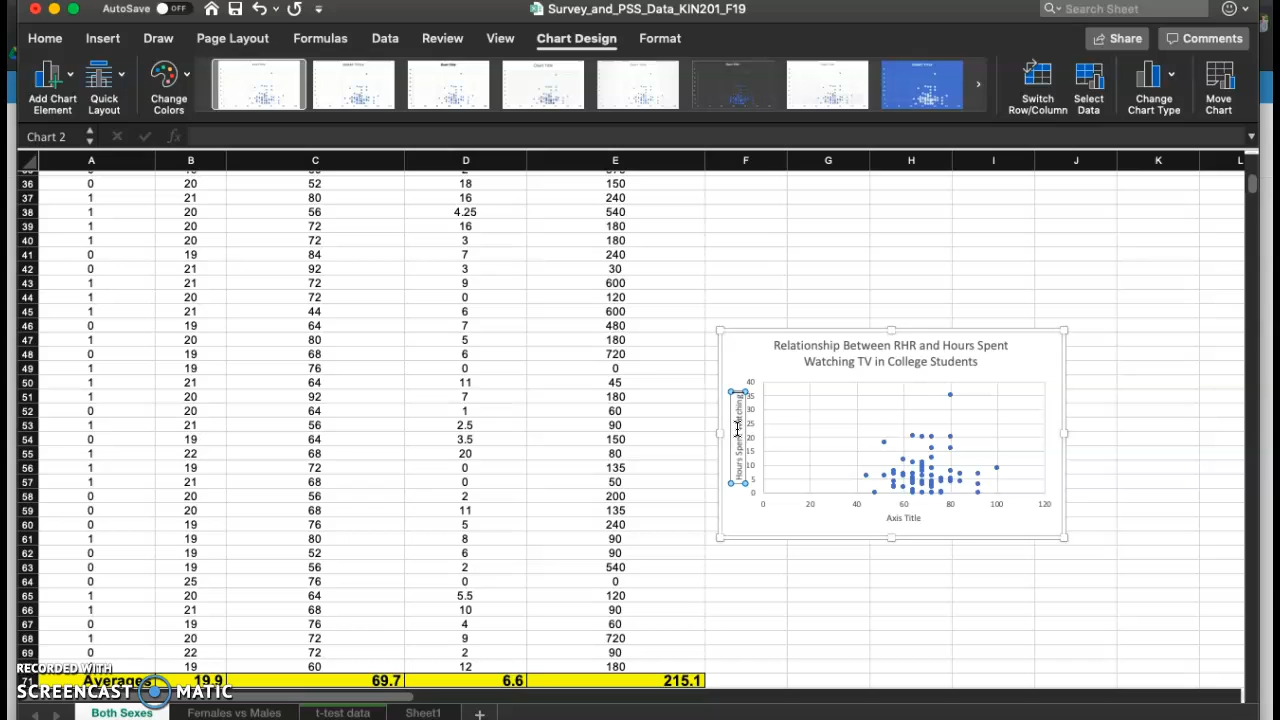 AutoSave OFF Survey_and_PSS_Data_KIN201_F19 Search Sheet
Home Insert Draw Page Layout Formulas Data Review View Chart Design Format Share Comments
Add Chart Element Quick Layout Change Colors Switch Row/Column Select Data Change Chart Type Move Chart
Chart 2 fx
A B C D E F G H I J K L
36 0 20 52 18 150
37 1 21 80 16 240
38 1 20 56 4.25 540
39 1 20 72 16 180
40 1 20 72 3 180
41 0 19 84 7 240
42 0 21 92 3 30
43 1 21 72 9 600
44 1 20 72 0 120
45 1 21 44 6 600
46 0 19 64 7 480
47 1 20 80 5 180
48 0 19 68 6 720
49 1 19 76 0 0
50 1 21 64 11 45
51 1 20 92 7 180
52 0 20 64 1 60
53 1 21 56 2.5 90
54 0 19 64 3.5 150
55 1 22 68 20 80
56 1 19 72 0 135
57 1 21 68 0 50
58 0 20 56 2 200
59 0 20 68 11 135
60 0 19 76 5 240
61 1 19 80 8 90
62 0 19 52 6 90
63 0 19 56 2 540
64 0 25 76 0 0
65 1 20 64 5.5 120
66 1 21 68 10 90
67 0 19 76 4 60
68 1 20 72 9 720
69 0 22 72 2 90
19 60 12 180
71 Averages 19.9 69.7 6.6 215.1
Relationship Between RHR and Hours Spent
Watching TV in College Students
Hours Spent Watching
40
35
30
25
20
15
10
5
0
0 20 40 60 80 100 120
Axis Title
RECORDED WITH
SCREENCAST MATIC
Both Sexes Females vs Males t-test data Sheet1 +